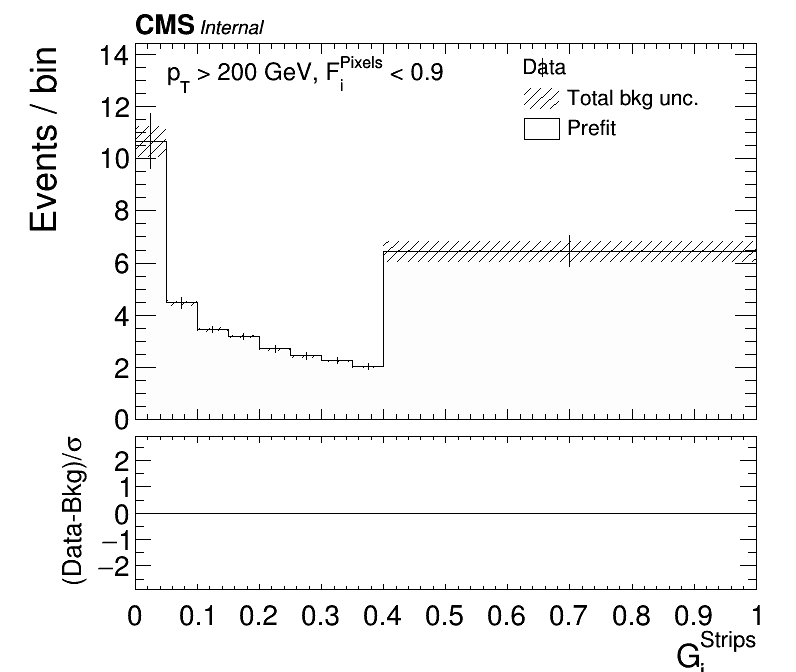 CMS Internal
p_T > 200 GeV, F_i^Pixels < 0.9
Data
Total bkg unc.
Prefit
Events / bin
14
12
10
8
6
4
2
0
(Data-Bkg)/σ
2
1
0
−1
−2
0 0.1 0.2 0.3 0.4 0.5 0.6 0.7 0.8 0.9 1
G_i^Strips